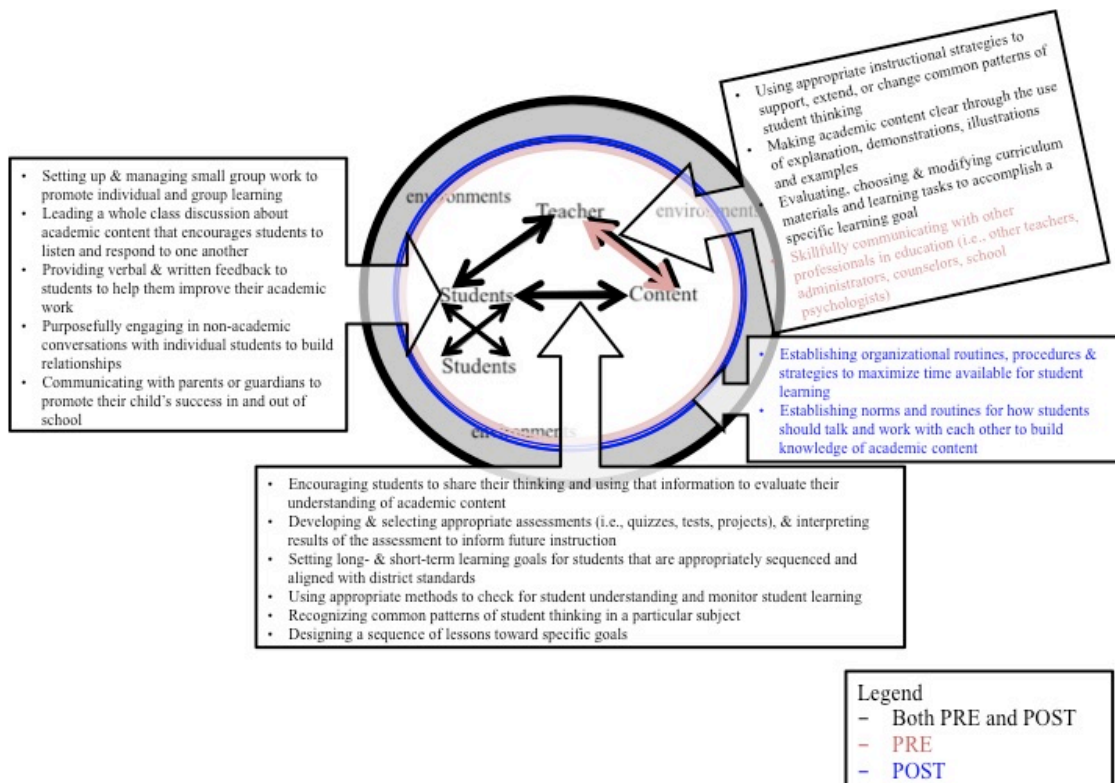 • Using appropriate instructional strategies to
support, extend, or change common patterns of
student thinking
• Making academic content clear through the use
of explanation, demonstrations, illustrations
and examples
• Evaluating, choosing & modifying curriculum
materials and learning tasks to accomplish a
specific learning goal
• Skillfully communicating with other
professionals in education (i.e., other teachers,
administrators, counselors, school
psychologists)
• Setting up & managing small group work to
promote individual and group learning
• Leading a whole class discussion about
academic content that encourages students to
listen and respond to one another
• Providing verbal & written feedback to
students to help them improve their academic
work
• Purposefully engaging in non-academic
conversations with individual students to build
relationships
• Communicating with parents or guardians to
promote their child's success in and out of
school
environments
Teacher
environments
Students
Content
Students
environments
• Establishing organizational routines, procedures &
strategies to maximize time available for student
learning
• Establishing norms and routines for how students
should talk and work with each other to build
knowledge of academic content
• Encouraging students to share their thinking and using that information to evaluate their
understanding of academic content
• Developing & selecting appropriate assessments (i.e., quizzes, tests, projects), & interpreting
results of the assessment to inform future instruction
• Setting long- & short-term learning goals for students that are appropriately sequenced and
aligned with district standards
• Using appropriate methods to check for student understanding and monitor student learning
• Recognizing common patterns of student thinking in a particular subject
• Designing a sequence of lessons toward specific goals
Legend
– Both PRE and POST
– PRE
– POST